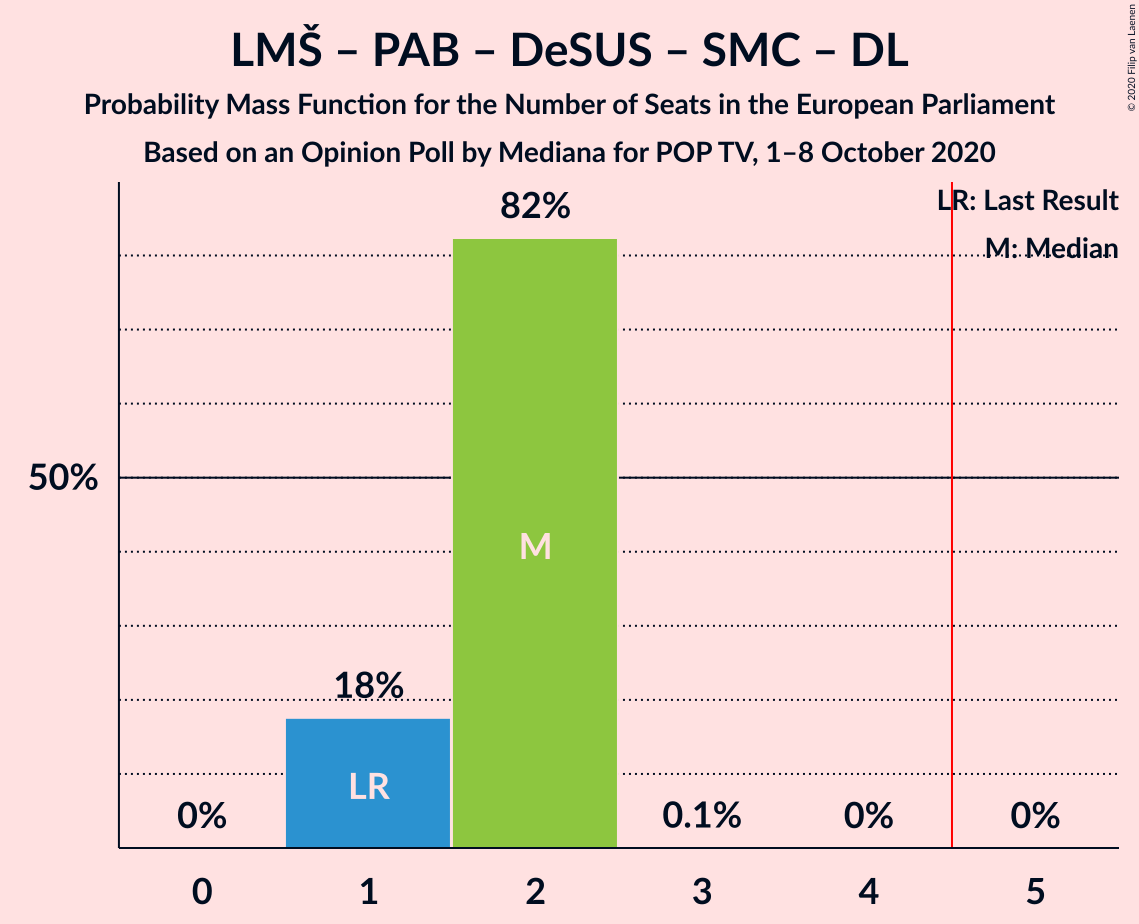 LMŠ – PAB – DeSUS – SMC – DL
Probability Mass Function for the Number of Seats in the European Parliament
Based on an Opinion Poll by Mediana for POP TV, 1–8 October 2020
© 2020 Filip van Laenen
LR: Last Result
M: Median
82%
50%
M
18%
LR
0%
0.1%
0%
0%
0
1
2
3
4
5